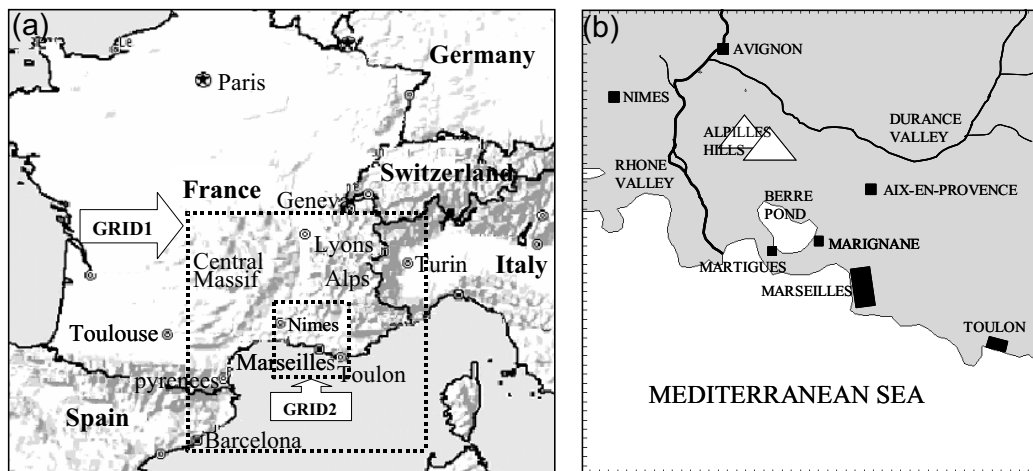 (a)
Le
Germany
Paris
Switzerland
France
Geneva
GRID1
Lyons
Central
Massif
Alps
Turin
Italy
Nimes
Toulouse
Marseilles
Toulon
pyrenees
GRID2
Spain
Barcelona
(b)
AVIGNON
NIMES
ALPILLES
HILLS
DURANCE
VALLEY
RHONE
VALLEY
AIX-EN-PROVENCE
BERRE
POND
MARIGNANE
MARTIGUES
MARSEILLES
TOULON
MEDITERRANEAN SEA